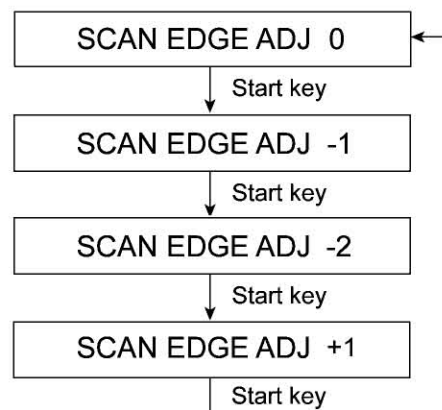 SCAN EDGE ADJ 0
Start key
SCAN EDGE ADJ -1
Start key
SCAN EDGE ADJ -2
Start key
SCAN EDGE ADJ +1
Start key